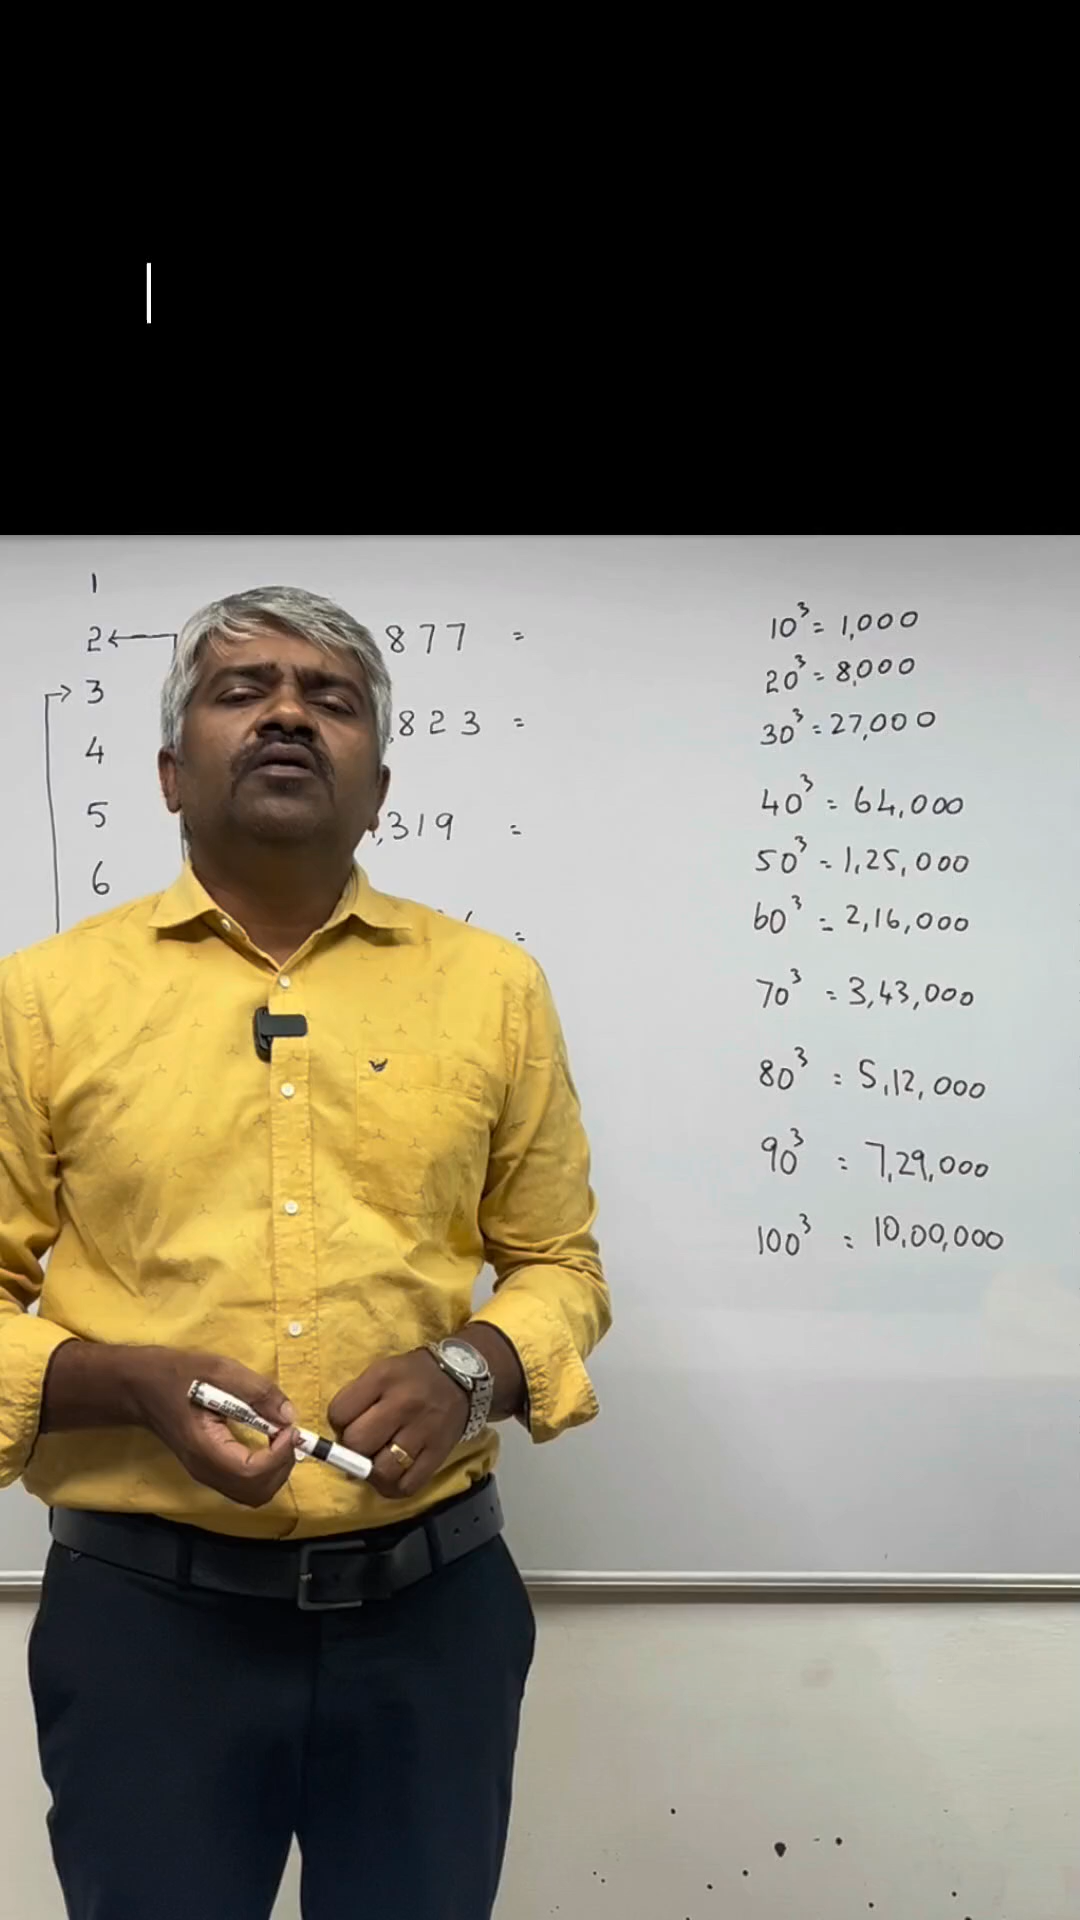 1
2
3
4
5
6
877 =
,823 =
,319 =
=
10³ = 1,000
20³ = 8,000
30³ = 27,000
40³ = 64,000
50³ = 1,25,000
60³ = 2,16,000
70³ = 3,43,000
80³ = 5,12,000
90³ = 7,29,000
100³ = 10,00,000